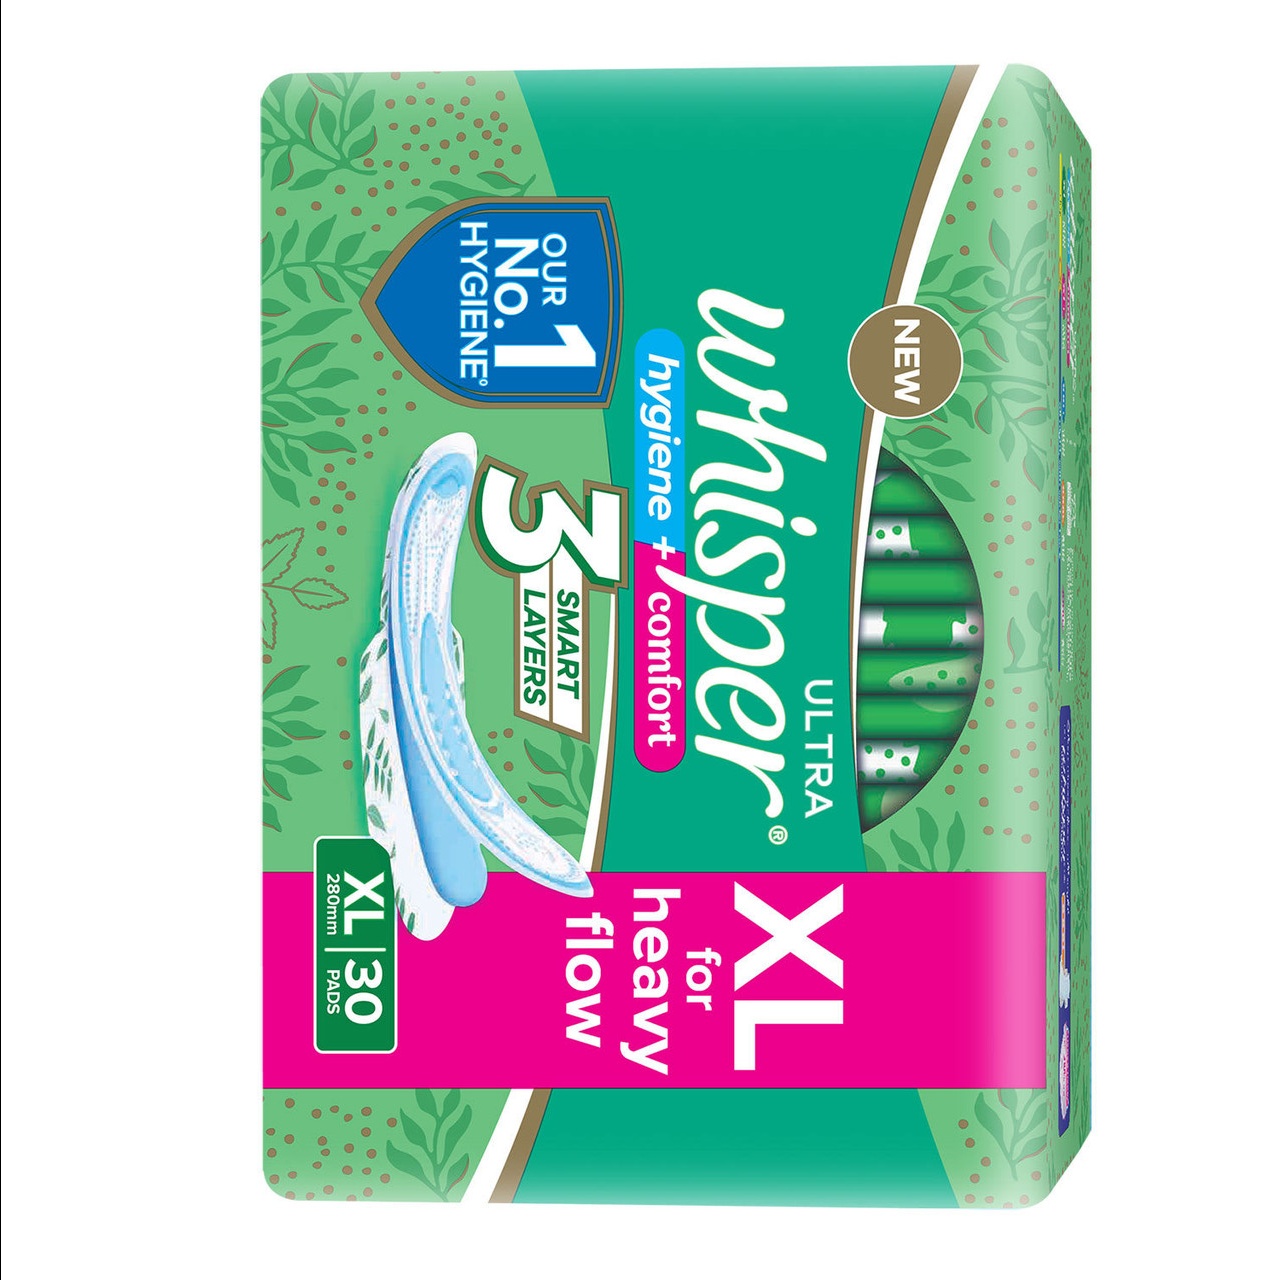 NEW
ULTRA
whisper®
hygiene + comfort
OUR
No. 1
HYGIENE◊
3
SMART
LAYERS
XL
for
heavy
flow
XL 30
280mm PADS